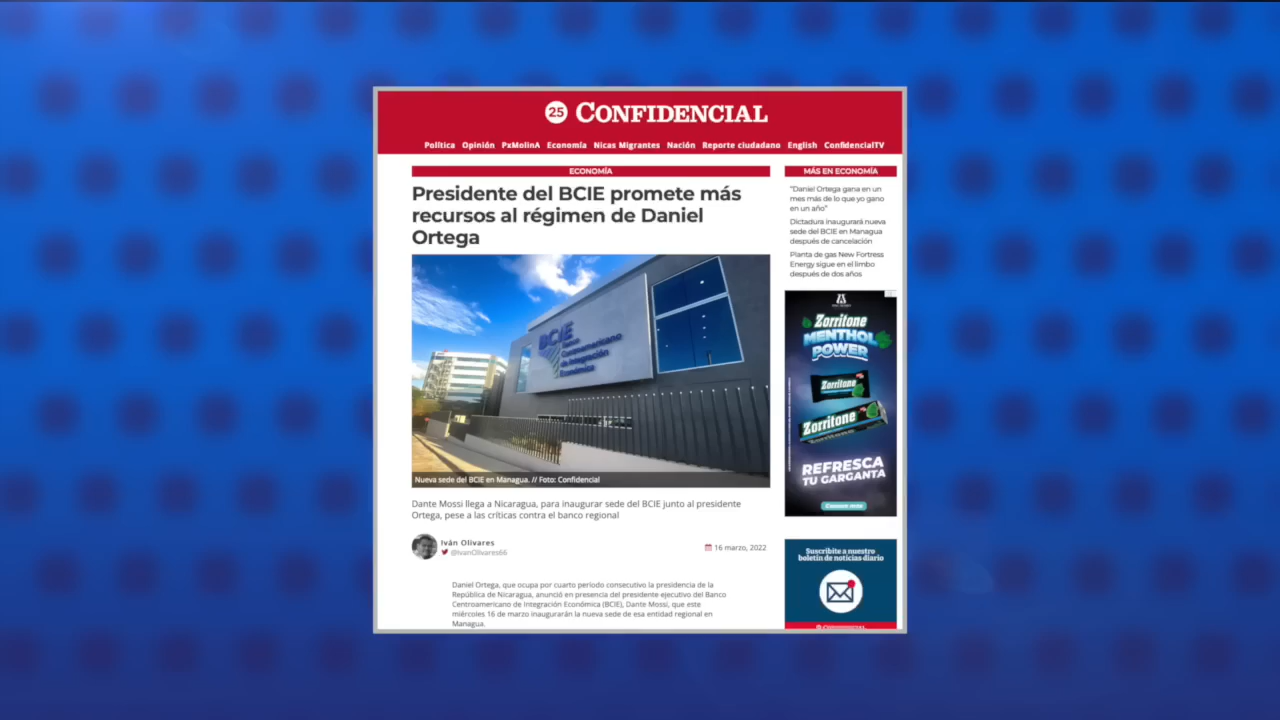 25 CONFIDENCIAL
Política Opinión PxMolinA Economía Nicas Migrantes Nación Reporte ciudadano English ConfidencialTV
ECONOMÍA
Presidente del BCIE promete más
recursos al régimen de Daniel
Ortega
BCIE
Banco
Centroamericano
de Integración
Económica
Nueva sede del BCIE en Managua. // Foto: Confidencial
Dante Mossi llega a Nicaragua, para inaugurar sede del BCIE junto al presidente
Ortega, pese a las críticas contra el banco regional
Iván Olivares
@IvanOlivares66
16 marzo, 2022
Daniel Ortega, que ocupa por cuarto período consecutivo la presidencia de la
República de Nicaragua, anunció en presencia del presidente ejecutivo del Banco
Centroamericano de Integración Económica (BCIE), Dante Mossi, que este
miércoles 16 de marzo inaugurarán la nueva sede de esa entidad regional en
Managua.
MÁS EN ECONOMÍA
"Daniel Ortega gana en un
mes más de lo que yo gano
en un año"
Dictadura inaugurará nueva
sede del BCIE en Managua
después de cancelación
Planta de gas New Fortress
Energy sigue en el limbo
después de dos años
Zorritone
MENTHOL
POWER
Zorritone
Zorritone
REFRESCA
TU GARGANTA
Suscribite a nuestro
boletín de noticias diario
CONFIDENCIAL